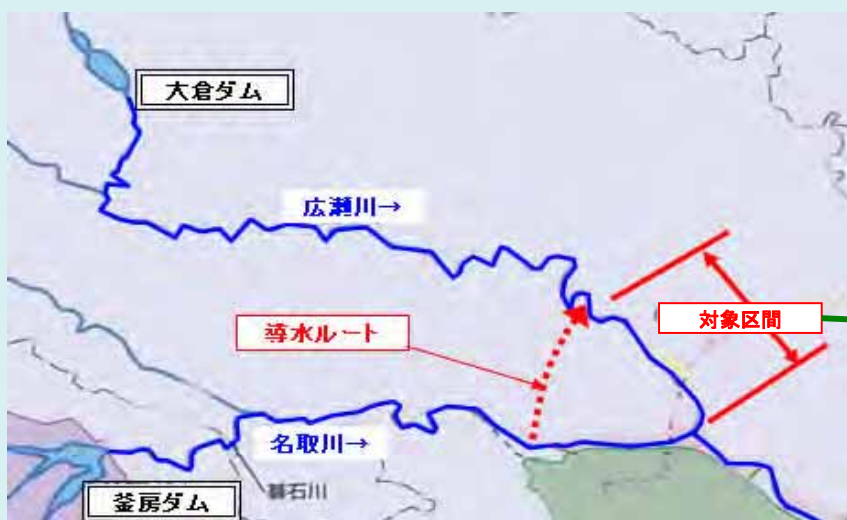 大倉ダム
広瀬川→
対象区間
導水ルート
名取川→
碁石川
釜房ダム